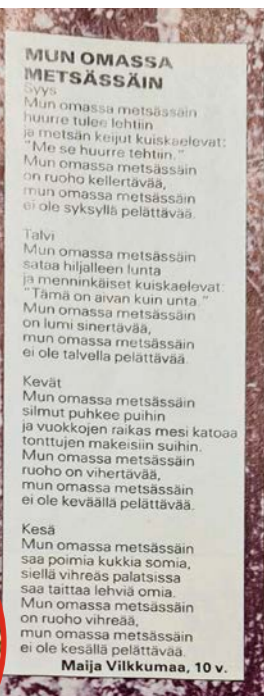 MUN OMASSA
METSÄSSÄIN
Syys
Mun omassa metsässäin
huurre tulee lehtiin
ja metsän keijut kuiskaelevat:
"Me se huurre tehtiin."
Mun omassa metsässäin
on ruoho kellertävää,
mun omassa metsässäin
ei ole syksyllä pelättävää.
Talvi
Mun omassa metsässäin
sataa hiljalleen lunta
ja menninkäiset kuiskaelevat:
"Tämä on aivan kuin unta."
Mun omassa metsässäin
on lumi sinertävää,
mun omassa metsässäin
ei ole talvella pelättävää.
Kevät
Mun omassa metsässäin
silmut puhkee puihin
ja vuokkojen raikas mesi katoaa
tonttujen makeisiin suihin.
Mun omassa metsässäin
ruoho on vihertävää,
mun omassa metsässäin
ei ole keväällä pelättävää.
Kesä
Mun omassa metsässäin
saa poimia kukkia somia,
siellä vihreäs palatsissa
saa taittaa lehviä omia.
Mun omassa metsässäin
on ruoho vihreää,
mun omassa metsässäin
ei ole kesällä pelättävää.
Maija Vilkkumaa, 10 v.